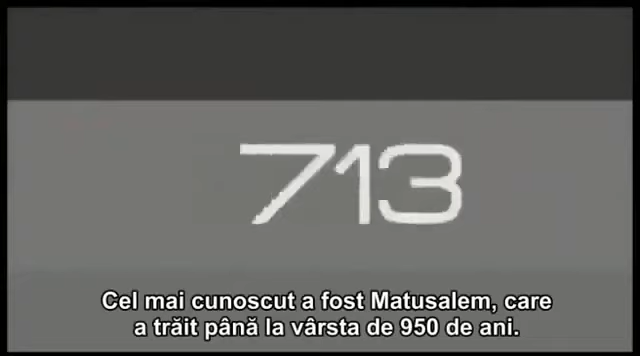 713
Cel mai cunoscut a fost Matusalem, care
a trăit până la vârsta de 950 de ani.